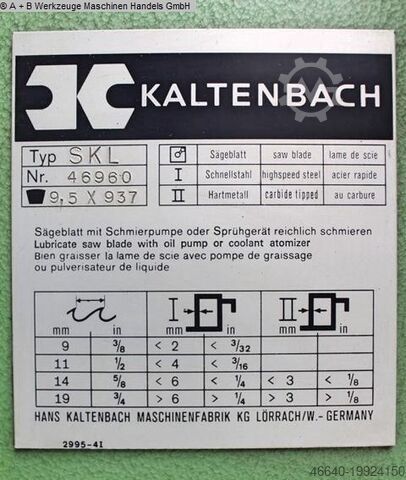 ® A + B Werkzeuge Maschinen Handels GmbH
KALTENBACH
Typ SKL
Nr. 46960
9,5 X 937
Sägeblatt saw blade lame de scie
I Schnellstahl highspeed steel acier rapide
II Hartmetall carbide tipped au carbure
Sägeblatt mit Schmierpumpe oder Sprühgerät reichlich schmieren
Lubricate saw blade with oil pump or coolant atomizer
Bien graisser la lame de scie avec pompe de graissage
ou pulverisateur de liquide
I II
mm in mm in mm in
9 3/8 < 2 < 3/32
11 1/2 < 4 < 3/16
14 5/8 < 6 < 1/4 < 3 < 1/8
19 3/4 > 6 > 1/4 > 3 > 1/8
HANS KALTENBACH MASCHINENFABRIK KG LÖRRACH/W.- GERMANY
2995-41
46640-19924150